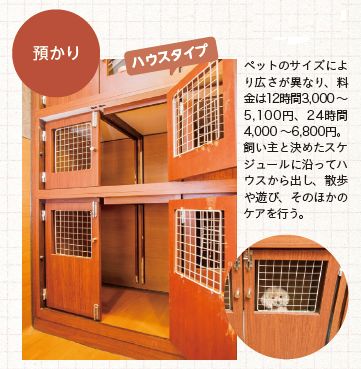 預かり
ハウスタイプ
ペットのサイズによ
り広さが異なり、料
金は12時間3,000～
5,100円、24時間
4,000～6,800円。
飼い主と決めたスケ
ジュールに沿ってハ
ウスから出し、散歩
や遊び、そのほかの
ケアを行う。